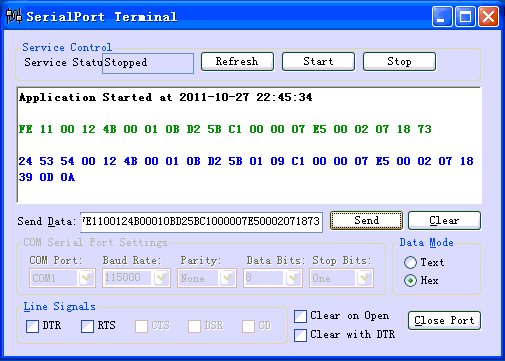 SerialPort Terminal
Service Control
Service Statu Stopped Refresh Start Stop
Application Started at 2011-10-27 22:45:34
FE 11 00 12 4B 00 01 0B D2 5B C1 00 00 07 E5 00 02 07 18 73
24 53 54 00 12 4B 00 01 0B D2 5B 01 09 C1 00 00 07 E5 00 02 07 18
39 0D 0A
Send Data: 7E1100124B00010BD25BC1000007E50002071873 Send Clear
COM Serial Port Settings
Data Mode
COM Port: Baud Rate: Parity: Data Bits: Stop Bits:
Text
COM1 115000 None 8 One
Hex
Line Signals
DTR RTS CTS DSR CD
Clear on Open
Clear with DTR
Close Port